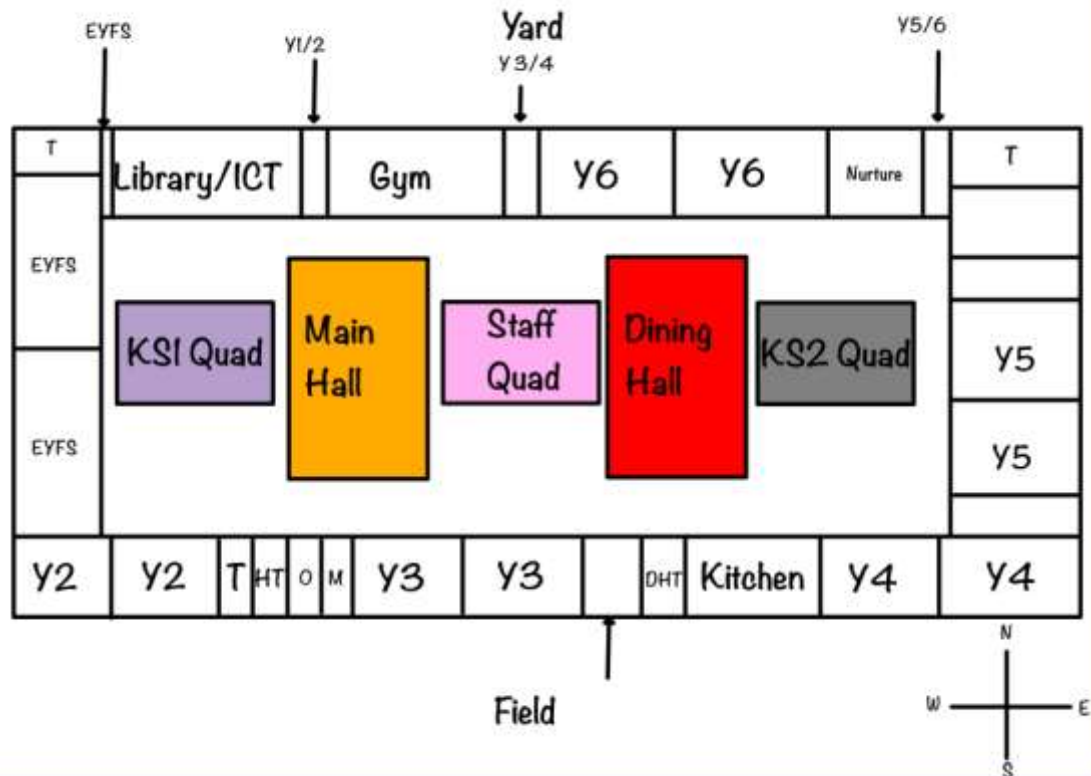 EYFS
Y1/2
Yard
Y3/4
Y5/6
T
Library/ICT
Gym
Y6
Y6
Nurture
T
EYFS
KS1 Quad
Main
Hall
Staff
Quad
Dining
Hall
KS2 Quad
Y5
EYFS
Y5
Y2
Y2
T
HT
O
M
Y3
Y3
DHT
Kitchen
Y4
Y4
Field
N
W
E
S